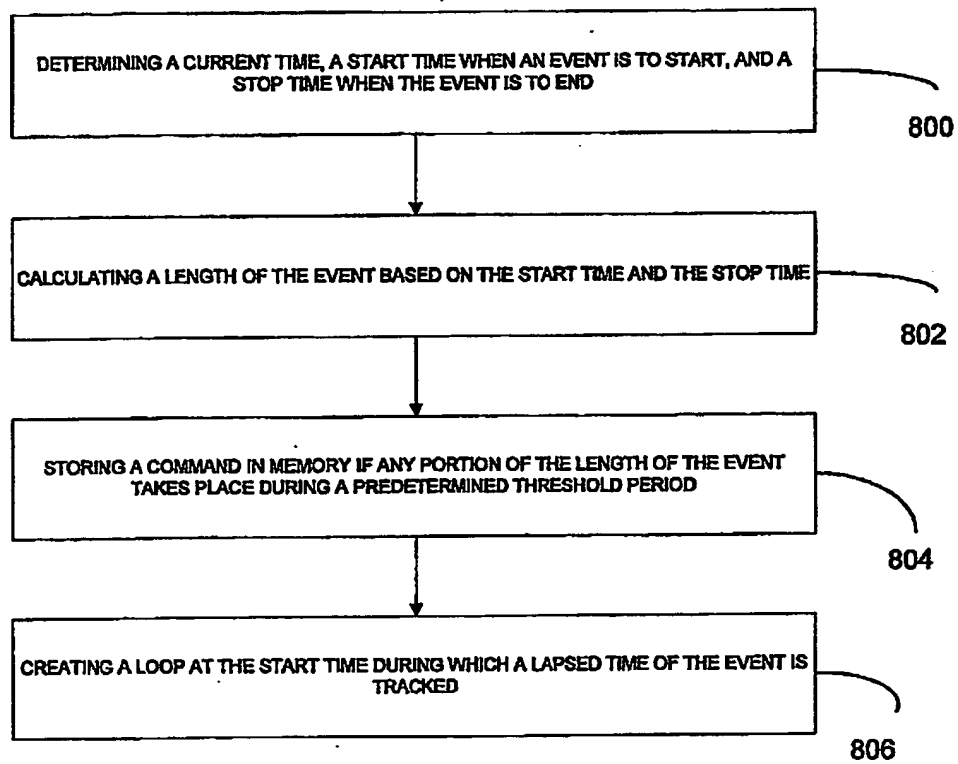 DETERMINING A CURRENT TIME, A START TIME WHEN AN EVENT IS TO START, AND A
STOP TIME WHEN THE EVENT IS TO END
800
CALCULATING A LENGTH OF THE EVENT BASED ON THE START TIME AND THE STOP TIME
802
STORING A COMMAND IN MEMORY IF ANY PORTION OF THE LENGTH OF THE EVENT
TAKES PLACE DURING A PREDETERMINED THRESHOLD PERIOD
804
CREATING A LOOP AT THE START TIME DURING WHICH A LAPSED TIME OF THE EVENT IS
TRACKED
806